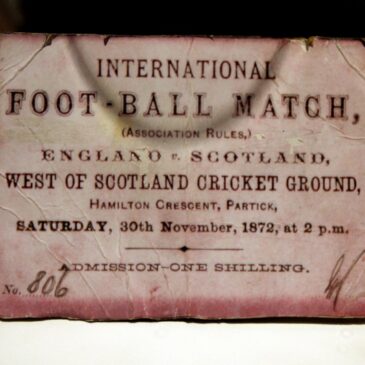 INTERNATIONAL
FOOT-BALL MATCH,
(ASSOCIATION RULES,)
ENGLAND v. SCOTLAND,
WEST OF SCOTLAND CRICKET GROUND,
HAMILTON CRESCENT, PARTICK,
SATURDAY, 30th November, 1872, at 2 p.m.
ADMISSION-ONE SHILLING.
No. 806